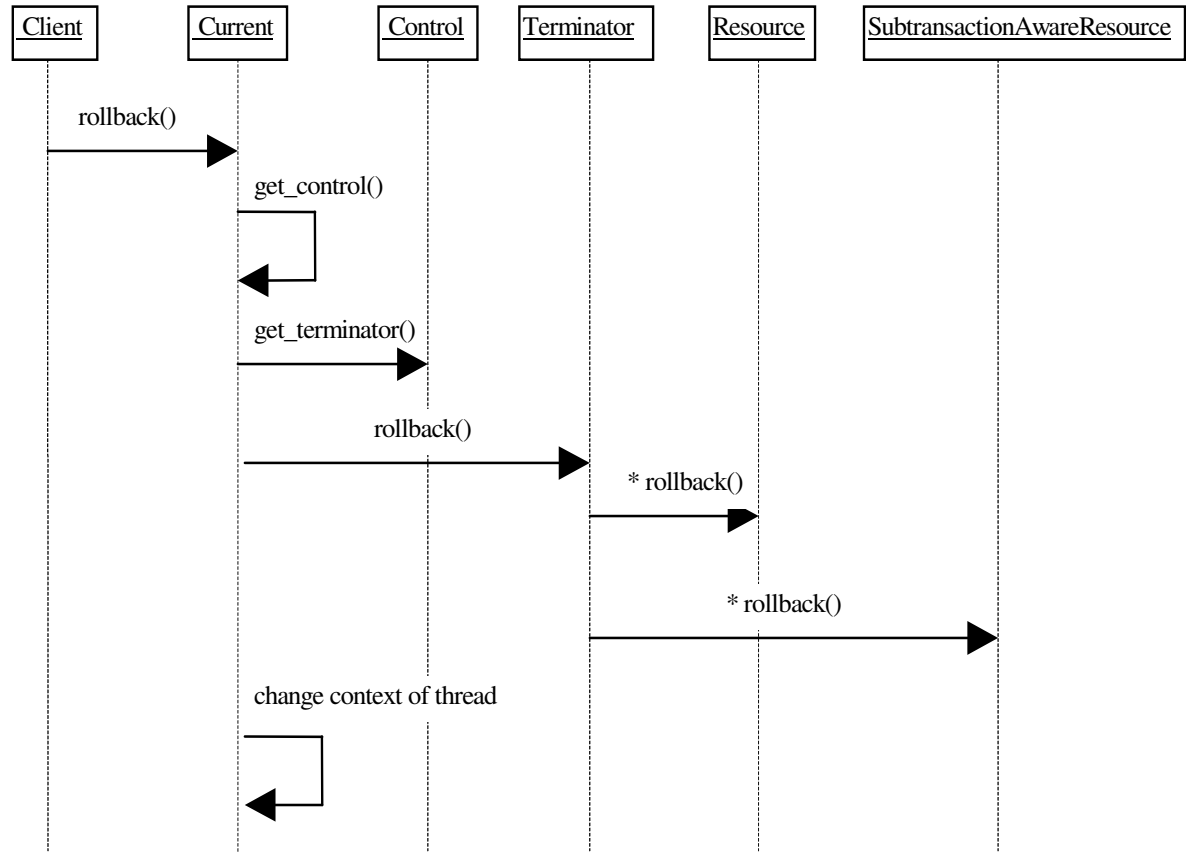 Client
Current
Control
Terminator
Resource
SubtransactionAwareResource
rollback()
get_control()
get_terminator()
rollback()
* rollback()
* rollback()
change context of thread